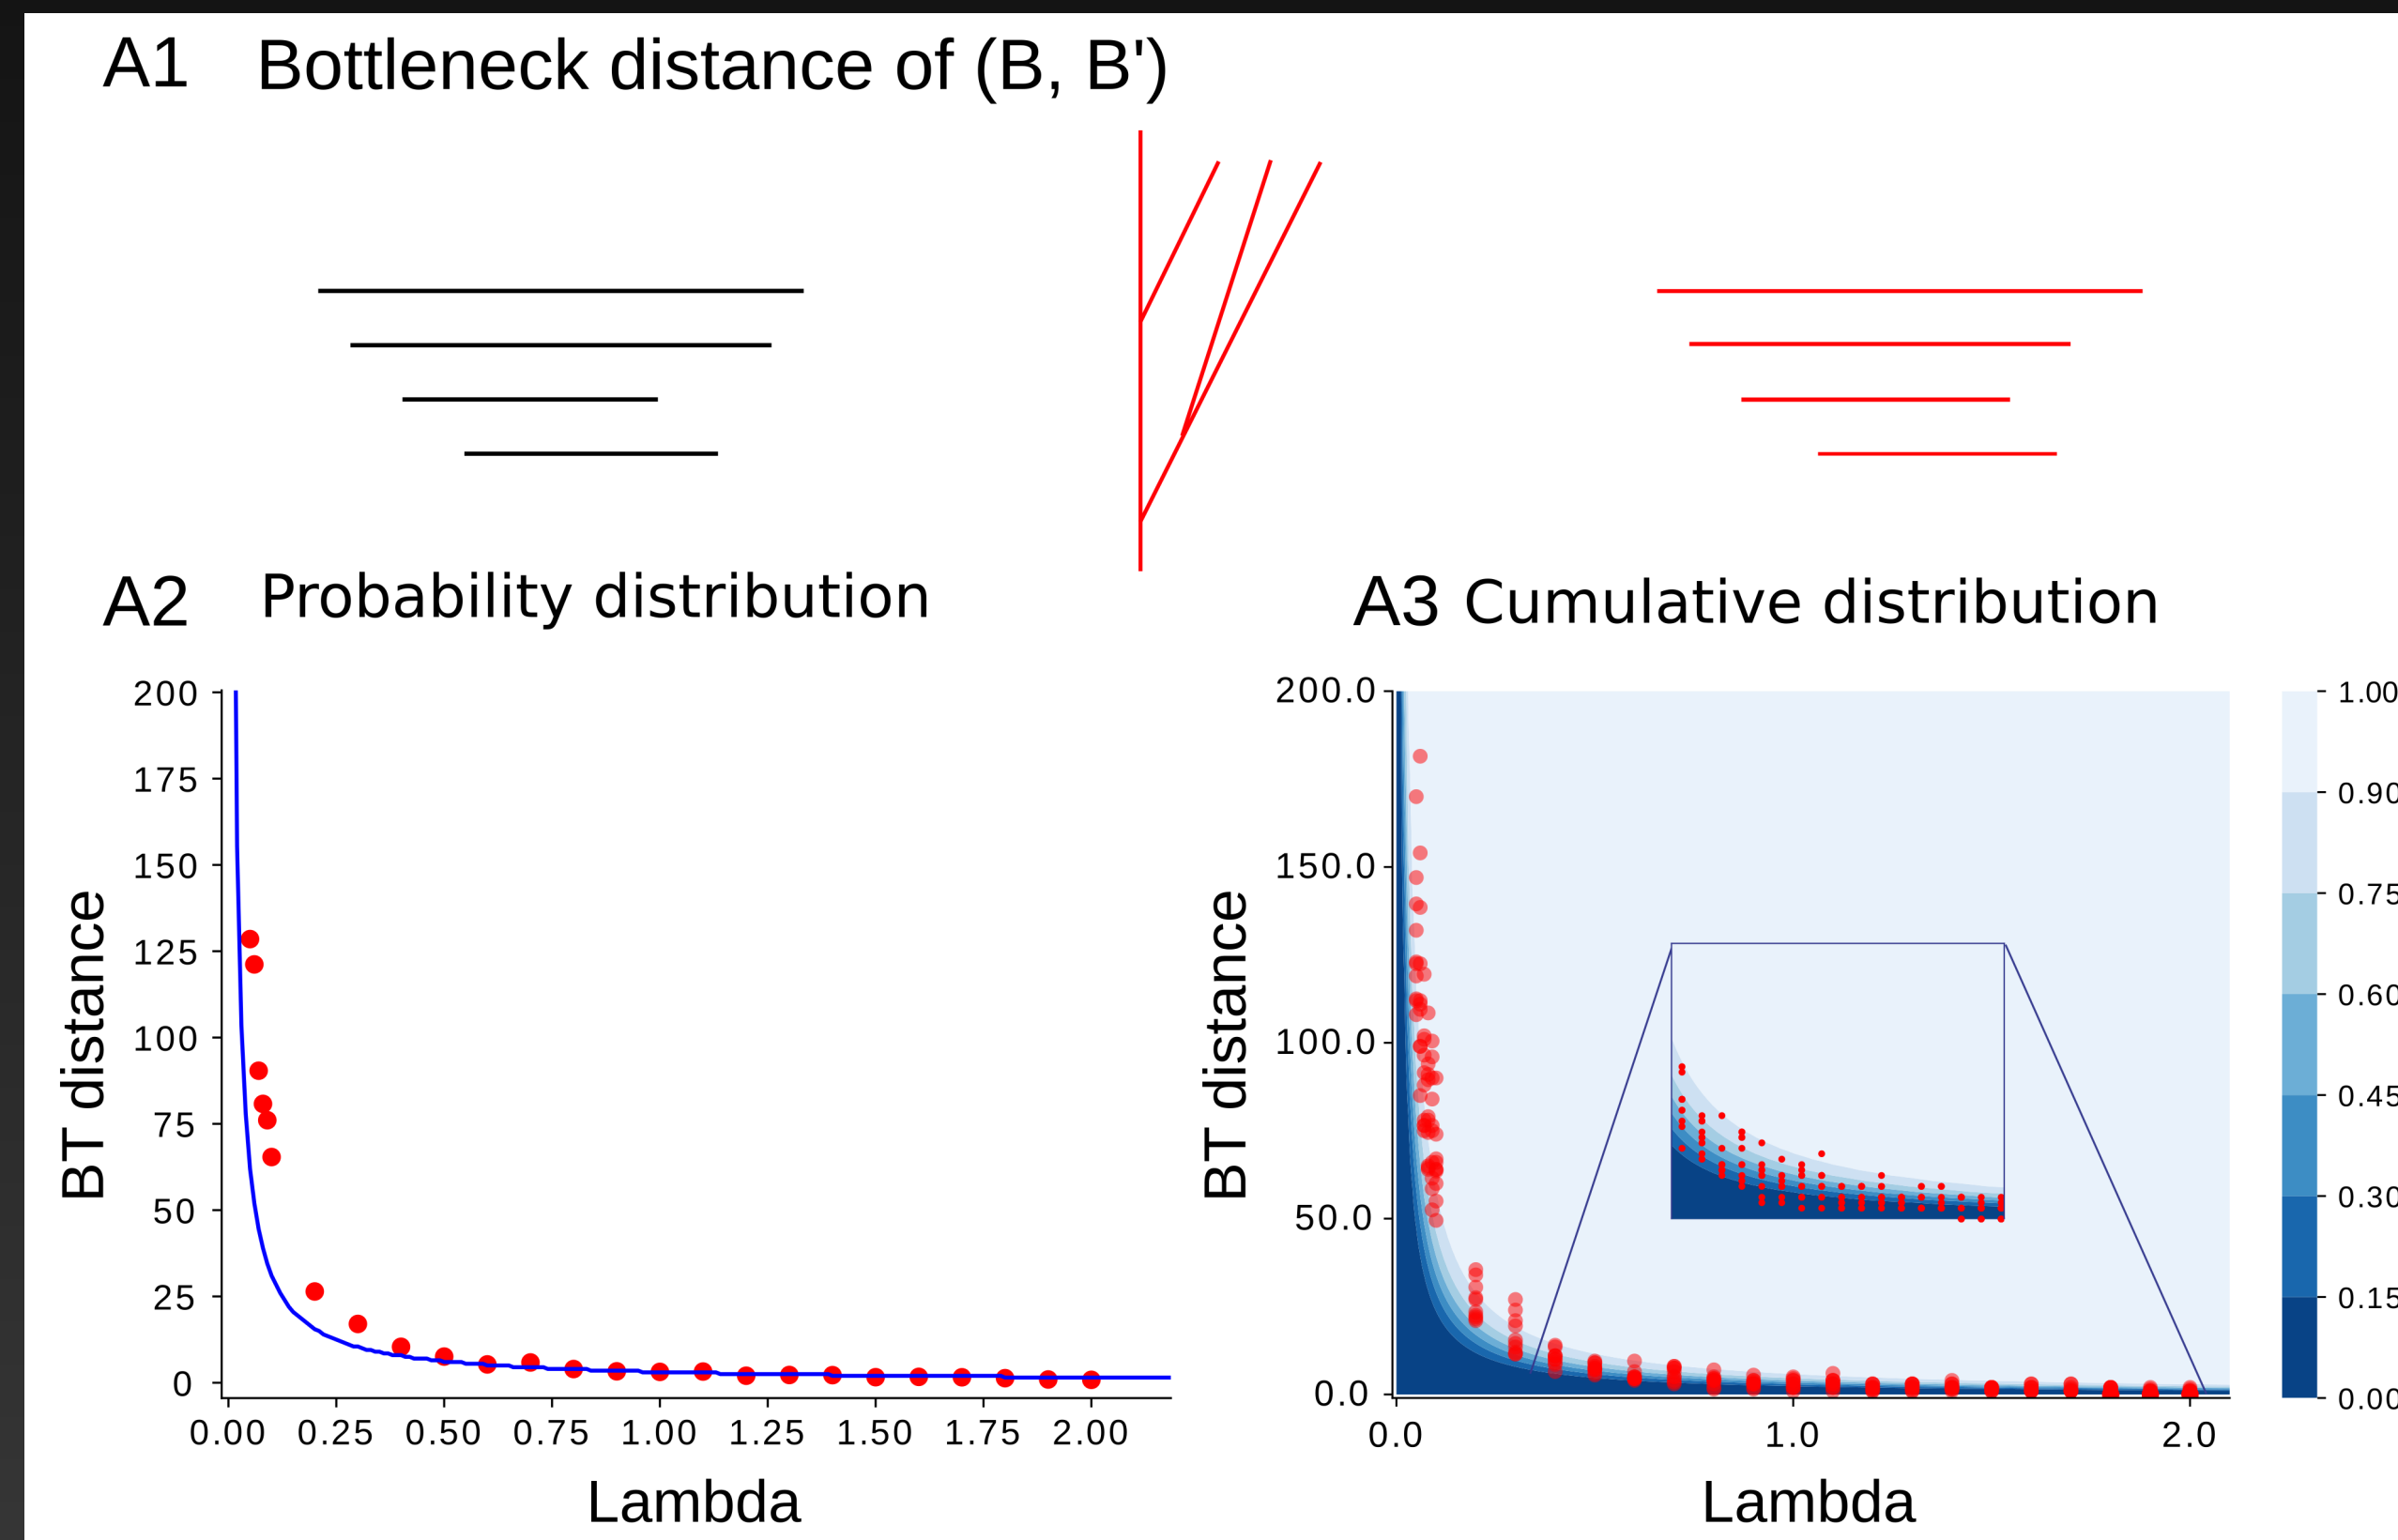 A1 Bottleneck distance of (B, B')
A2 Probability distribution
BT distance
200
175
150
125
100
75
50
25
0
0.00 0.25 0.50 0.75 1.00 1.25 1.50 1.75 2.00
Lambda
A3 Cumulative distribution
BT distance
200.0
150.0
100.0
50.0
0.0
0.0 1.0 2.0
Lambda
1.00
0.90
0.75
0.60
0.45
0.30
0.15
0.00